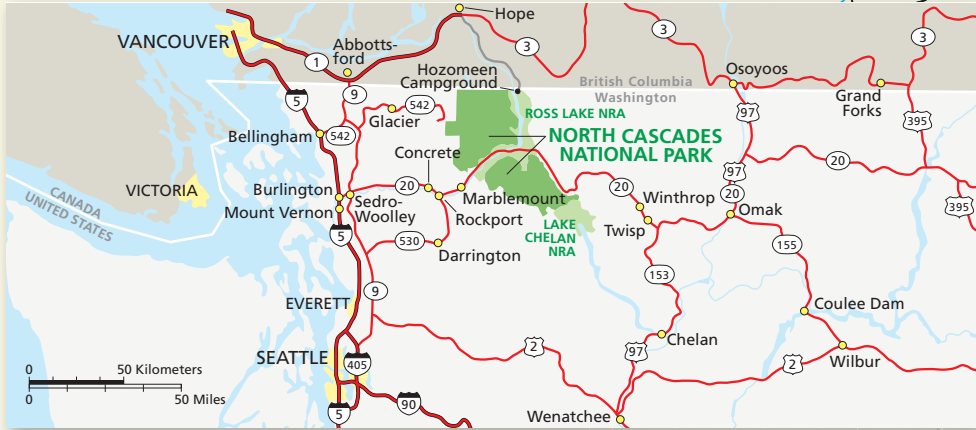 Hope
VANCOUVER
Abbotts-
ford
1
3
3
3
Hozomeen
Campground
British Columbia
Washington
Osoyoos
Grand
Forks
5
9
542
Glacier
ROSS LAKE NRA
97
395
Bellingham
542
NORTH CASCADES
NATIONAL PARK
Concrete
97
20
VICTORIA
CANADA
UNITED STATES
Burlington
Mount Vernon
Sedro-
Woolley
20
Marblemount
Rockport
20
Winthrop
20
Omak
395
5
530
Darrington
LAKE
CHELAN
NRA
Twisp
155
153
9
EVERETT
Coulee Dam
SEATTLE
405
2
97
Chelan
2
Wilbur
0
50 Kilometers
0
50 Miles
5
90
Wenatchee